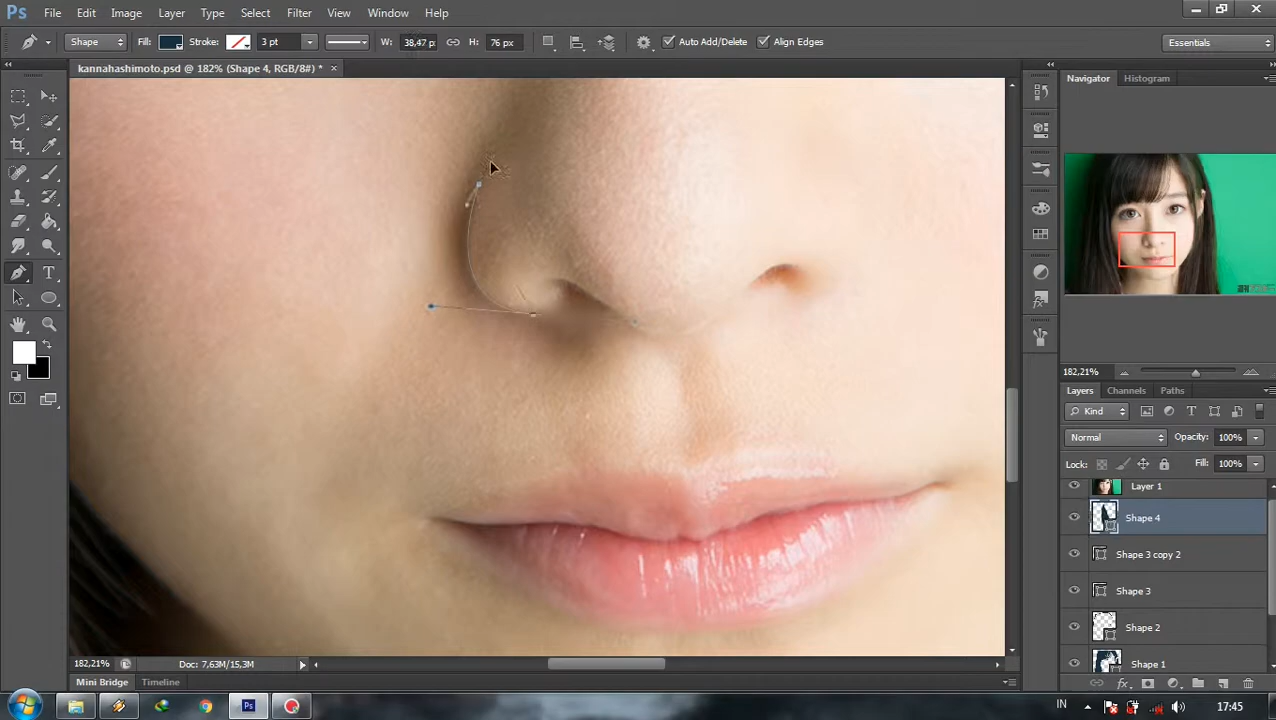 Ps File Edit Image Layer Type Select Filter View Window Help
Shape Fill: Stroke: 3 pt W: 38,47 p: H: 76 px Auto Add/Delete Align Edges Essentials
kannahashimoto.psd @ 182% (Shape 4, RGB/8#) * ×
Navigator Histogram
182,21%
Layers Channels Paths
Kind
Normal Opacity: 100%
Lock: Fill: 100%
Layer 1
Shape 4
Shape 3 copy 2
Shape 3
Shape 2
Shape 1
fx
182,21% Doc: 7,63M/15,3M
Mini Bridge Timeline
Ps IN 17:45